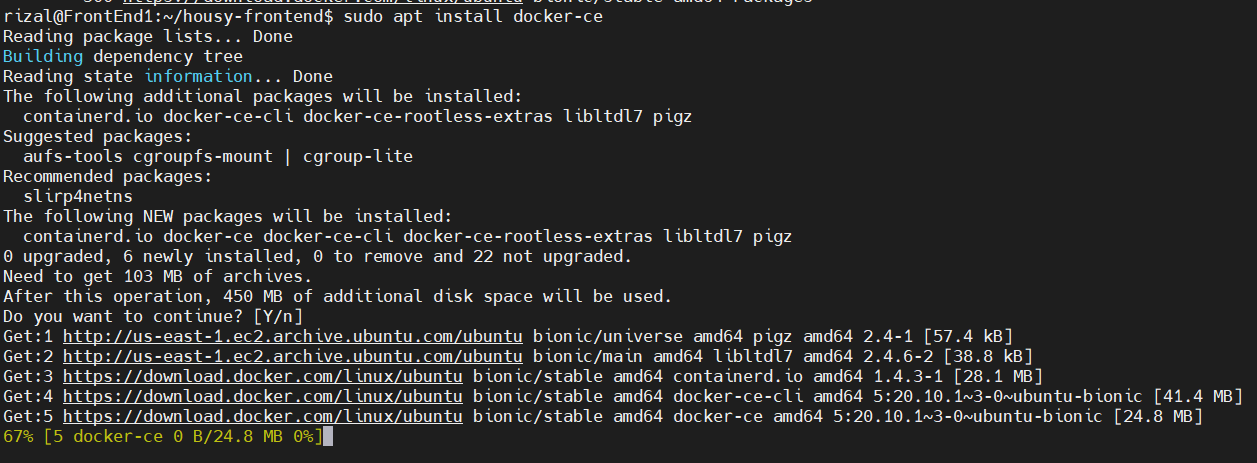 rizal@FrontEnd1:~/housy-frontend$ sudo apt install docker-ce
Reading package lists... Done
Building dependency tree
Reading state information... Done
The following additional packages will be installed:
  containerd.io docker-ce-cli docker-ce-rootless-extras libltdl7 pigz
Suggested packages:
  aufs-tools cgroupfs-mount | cgroup-lite
Recommended packages:
  slirp4netns
The following NEW packages will be installed:
  containerd.io docker-ce docker-ce-cli docker-ce-rootless-extras libltdl7 pigz
0 upgraded, 6 newly installed, 0 to remove and 22 not upgraded.
Need to get 103 MB of archives.
After this operation, 450 MB of additional disk space will be used.
Do you want to continue? [Y/n]
Get:1 http://us-east-1.ec2.archive.ubuntu.com/ubuntu bionic/universe amd64 pigz amd64 2.4-1 [57.4 kB]
Get:2 http://us-east-1.ec2.archive.ubuntu.com/ubuntu bionic/main amd64 libltdl7 amd64 2.4.6-2 [38.8 kB]
Get:3 https://download.docker.com/linux/ubuntu bionic/stable amd64 containerd.io amd64 1.4.3-1 [28.1 MB]
Get:4 https://download.docker.com/linux/ubuntu bionic/stable amd64 docker-ce-cli amd64 5:20.10.1~3-0~ubuntu-bionic [41.4 MB]
Get:5 https://download.docker.com/linux/ubuntu bionic/stable amd64 docker-ce amd64 5:20.10.1~3-0~ubuntu-bionic [24.8 MB]
67% [5 docker-ce 0 B/24.8 MB 0%]